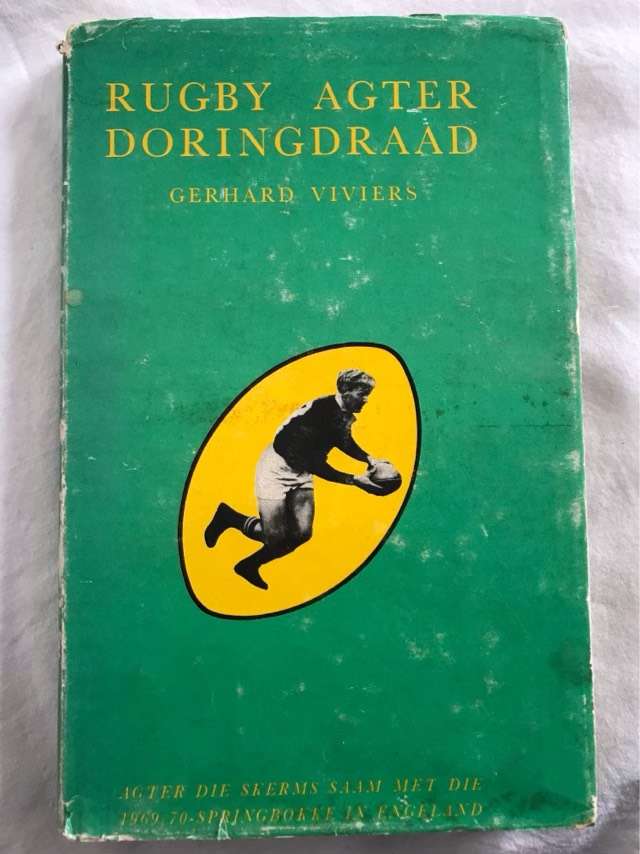 RUGBY AGTER
DORINGDRAAD
GERHARD VIVIERS
AGTER DIE SKERMS SAAM MET DIE
1969/70-SPRINGBOKKE IN ENGELAND